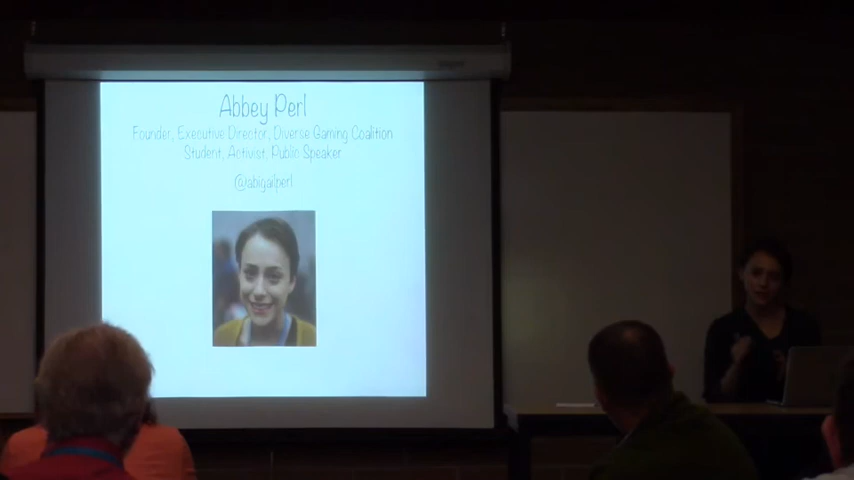 Abbey Perl
Founder, Executive Director, Diverse Gaming Coalition
Student, Activist, Public Speaker
@abigailperl